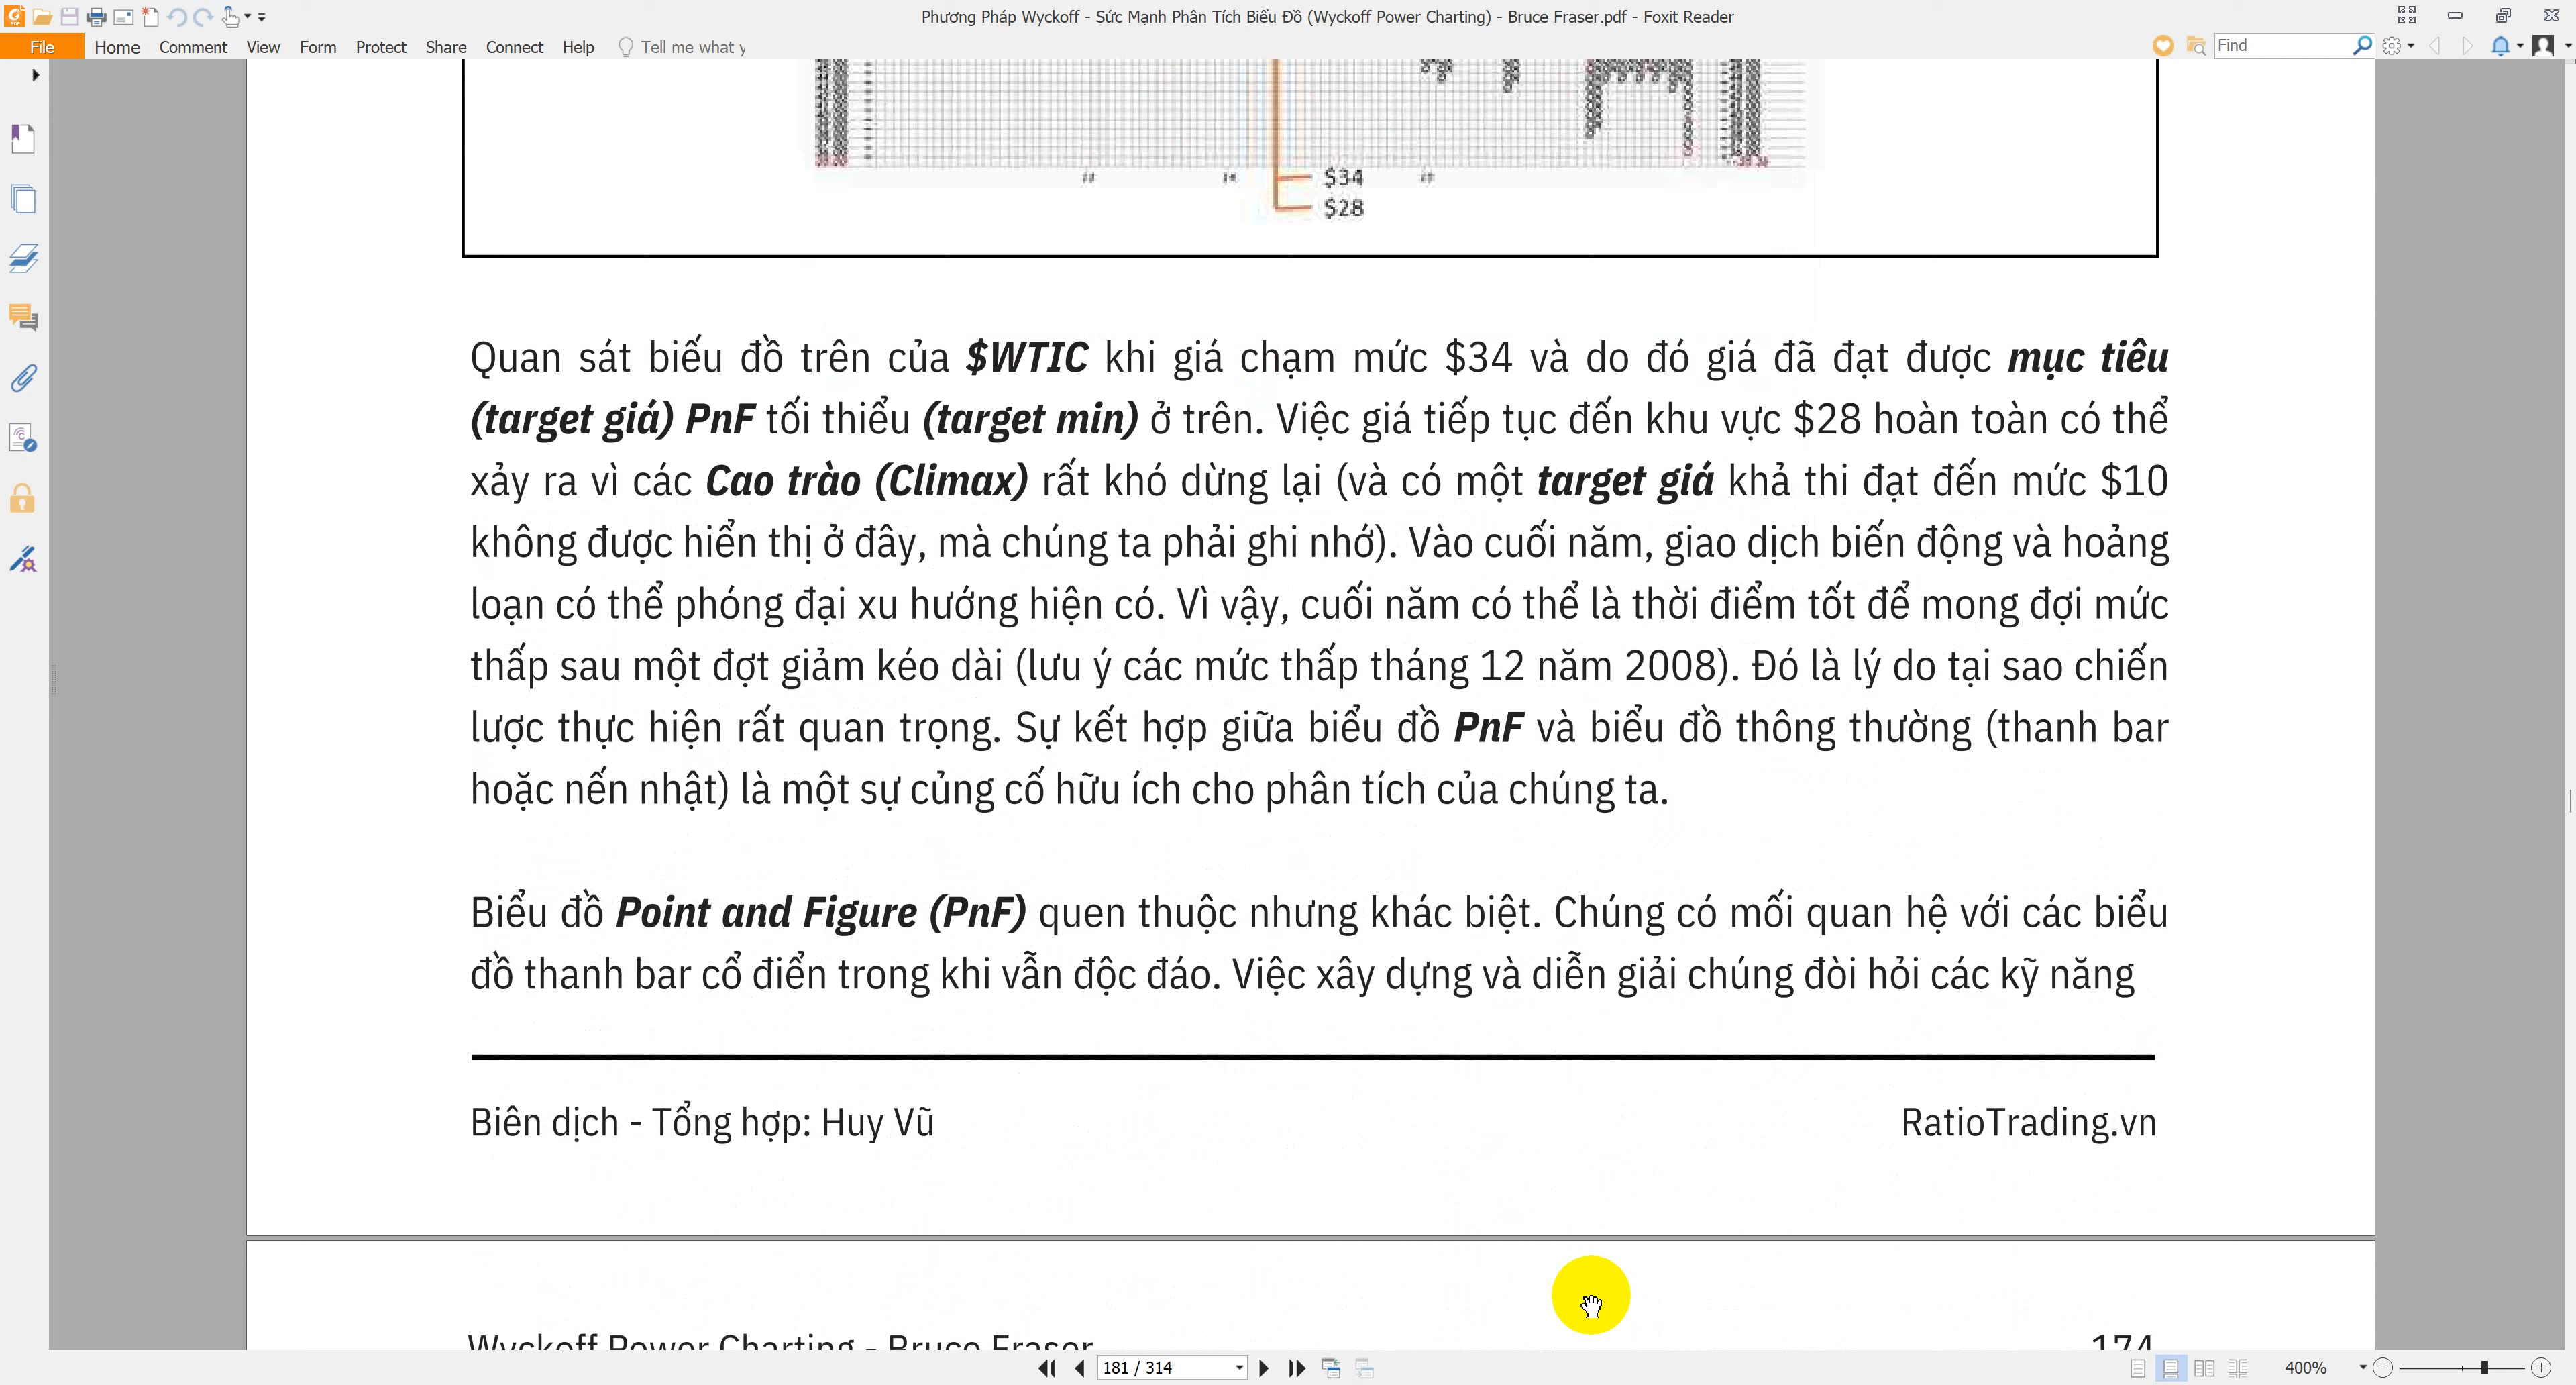 Phương Pháp Wyckoff - Sức Mạnh Phân Tích Biểu Đồ (Wyckoff Power Charting) - Bruce Fraser.pdf - Foxit Reader
File Home Comment View Form Protect Share Connect Help Tell me what y Find
$34
$28
Quan sát biểu đồ trên của $WTIC khi giá chạm mức $34 và do đó giá đã đạt được mục tiêu
(target giá) PnF tối thiểu (target min) ở trên. Việc giá tiếp tục đến khu vực $28 hoàn toàn có thể
xảy ra vì các Cao trào (Climax) rất khó dừng lại (và có một target giá khả thi đạt đến mức $10
không được hiển thị ở đây, mà chúng ta phải ghi nhớ). Vào cuối năm, giao dịch biến động và hoảng
loạn có thể phóng đại xu hướng hiện có. Vì vậy, cuối năm có thể là thời điểm tốt để mong đợi mức
thấp sau một đợt giảm kéo dài (lưu ý các mức thấp tháng 12 năm 2008). Đó là lý do tại sao chiến
lược thực hiện rất quan trọng. Sự kết hợp giữa biểu đồ PnF và biểu đồ thông thường (thanh bar
hoặc nến nhật) là một sự củng cố hữu ích cho phân tích của chúng ta.
Biểu đồ Point and Figure (PnF) quen thuộc nhưng khác biệt. Chúng có mối quan hệ với các biểu
đồ thanh bar cổ điển trong khi vẫn độc đáo. Việc xây dựng và diễn giải chúng đòi hỏi các kỹ năng
Biên dịch - Tổng hợp: Huy Vũ RatioTrading.vn
Wyckoff Power Charting - Bruce Fraser 174
181 / 314 400%